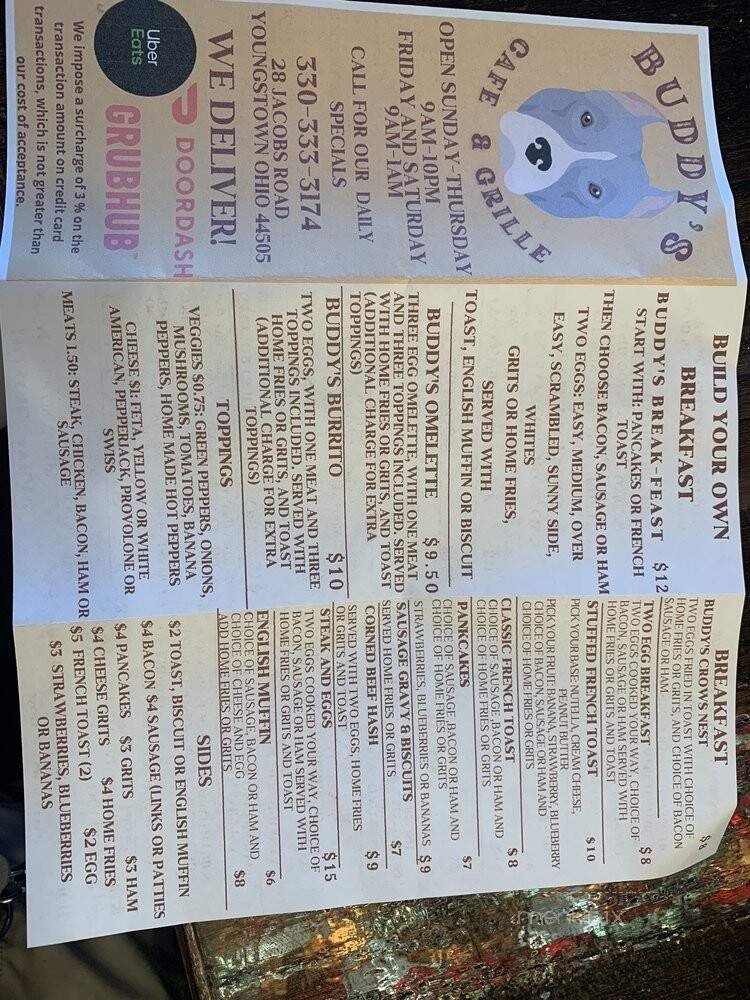 BUDDY'S
CAFE & GRILLE
OPEN SUNDAY-THURSDAY
9AM-10PM
FRIDAY AND SATURDAY
9AM-1AM
CALL FOR OUR DAILY
SPECIALS
330-333-3174
28 JACOBS ROAD
YOUNGSTOWN OHIO 44505
WE DELIVER!
DOORDASH
Uber
Eats
GRUBHUB
We impose a surcharge of 3 % on the
transaction amount on credit card
transactions, which is not greater than
our cost of acceptance.
BUILD YOUR OWN
BREAKFAST
BUDDY'S BREAK-FEAST $12
START WITH: PANCAKES OR FRENCH
TOAST
THEN CHOOSE BACON, SAUSAGE OR HAM
TWO EGGS: EASY, MEDIUM, OVER
EASY, SCRAMBLED, SUNNY SIDE,
WHITES
GRITS OR HOME FRIES,
SERVED WITH
TOAST, ENGLISH MUFFIN OR BISCUIT
BUDDY'S OMELETTE $9.50
THREE EGG OMELETTE, WITH ONE MEAT
AND THREE TOPPINGS INCLUDED, SERVED
WITH HOME FRIES OR GRITS, AND TOAST
(ADDITIONAL CHARGE FOR EXTRA
TOPPINGS)
BUDDY'S BURRITO $10
TWO EGGS, WITH ONE MEAT AND THREE
TOPPINGS INCLUDED. SERVED WITH
HOME FRIES OR GRITS, AND TOAST
(ADDITIONAL CHARGE FOR EXTRA
TOPPINGS)
TOPPINGS
VEGGIES $0.75: GREEN PEPPERS, ONIONS,
MUSHROOMS, TOMATOES, BANANA
PEPPERS, HOME MADE HOT PEPPERS
CHEESE $1: FETA, YELLOW OR WHITE
AMERICAN, PEPPERJACK, PROVOLONE OR
SWISS
MEATS 1.50: STEAK, CHICKEN, BACON, HAM OR
SAUSAGE
BREAKFAST
BUDDY'S CROWS NEST $8
TWO EGGS FRIED IN TOAST WITH CHOICE OF
HOME FRIES OR GRITS, AND CHOICE OF BACON
SAUSAGE OR HAM
TWO EGG BREAKFAST $8
TWO EGGS COOKED YOUR WAY, CHOICE OF
BACON, SAUSAGE OR HAM SERVED WITH
HOME FRIES OR GRITS AND TOAST
STUFFED FRENCH TOAST $10
PICK YOUR BASE: NUTELLA, CREAM CHEESE,
PEANUT BUTTER
PICK YOUR FRUIT: BANANA, STRAWBERRY, BLUEBERRY
CHOICE OF BACON, SAUSAGE OR HAM AND
CHOICE OF HOME FRIES OR GRITS
CLASSIC FRENCH TOAST $8
CHOICE OF SAUSAGE, BACON OR HAM AND
CHOICE OF HOME FRIES OR GRITS
PANKCAKES $7
CHOICE OF SAUSAGE, BACON OR HAM AND
CHOICE OF HOME FRIES OR GRITS
STRAWBERRIES, BLUEBERRIES OR BANANAS $9
SAUSAGE GRAVY & BISCUITS $7
SERVED HOME FRIES OR GRITS
CORNED BEEF HASH $9
SERVED WITH TWO EGGS, HOME FRIES
OR GRITS AND TOAST
STEAK AND EGGS $15
TWO EGGS COOKED YOUR WAY, CHOICE OF
BACON, SAUSAGE OR HAM SERVED WITH
HOME FRIES OR GRITS AND TOAST
ENGLISH MUFFIN $6
CHOICE OF SAUSAGE, BACON OR HAM AND
CHOICE OF CHEESE AND EGG
ADD HOME FRIES OR GRITS $8
SIDES
$2 TOAST, BISCUIT OR ENGLISH MUFFIN
$4 BACON $4 SAUSAGE (LINKS OR PATTIES
$4 PANCAKES $3 GRITS $3 HAM
$4 CHEESE GRITS $4 HOME FRIES
$5 FRENCH TOAST (2) $2 EGG
$3 STRAWBERRIES, BLUEBERRIES
OR BANANAS